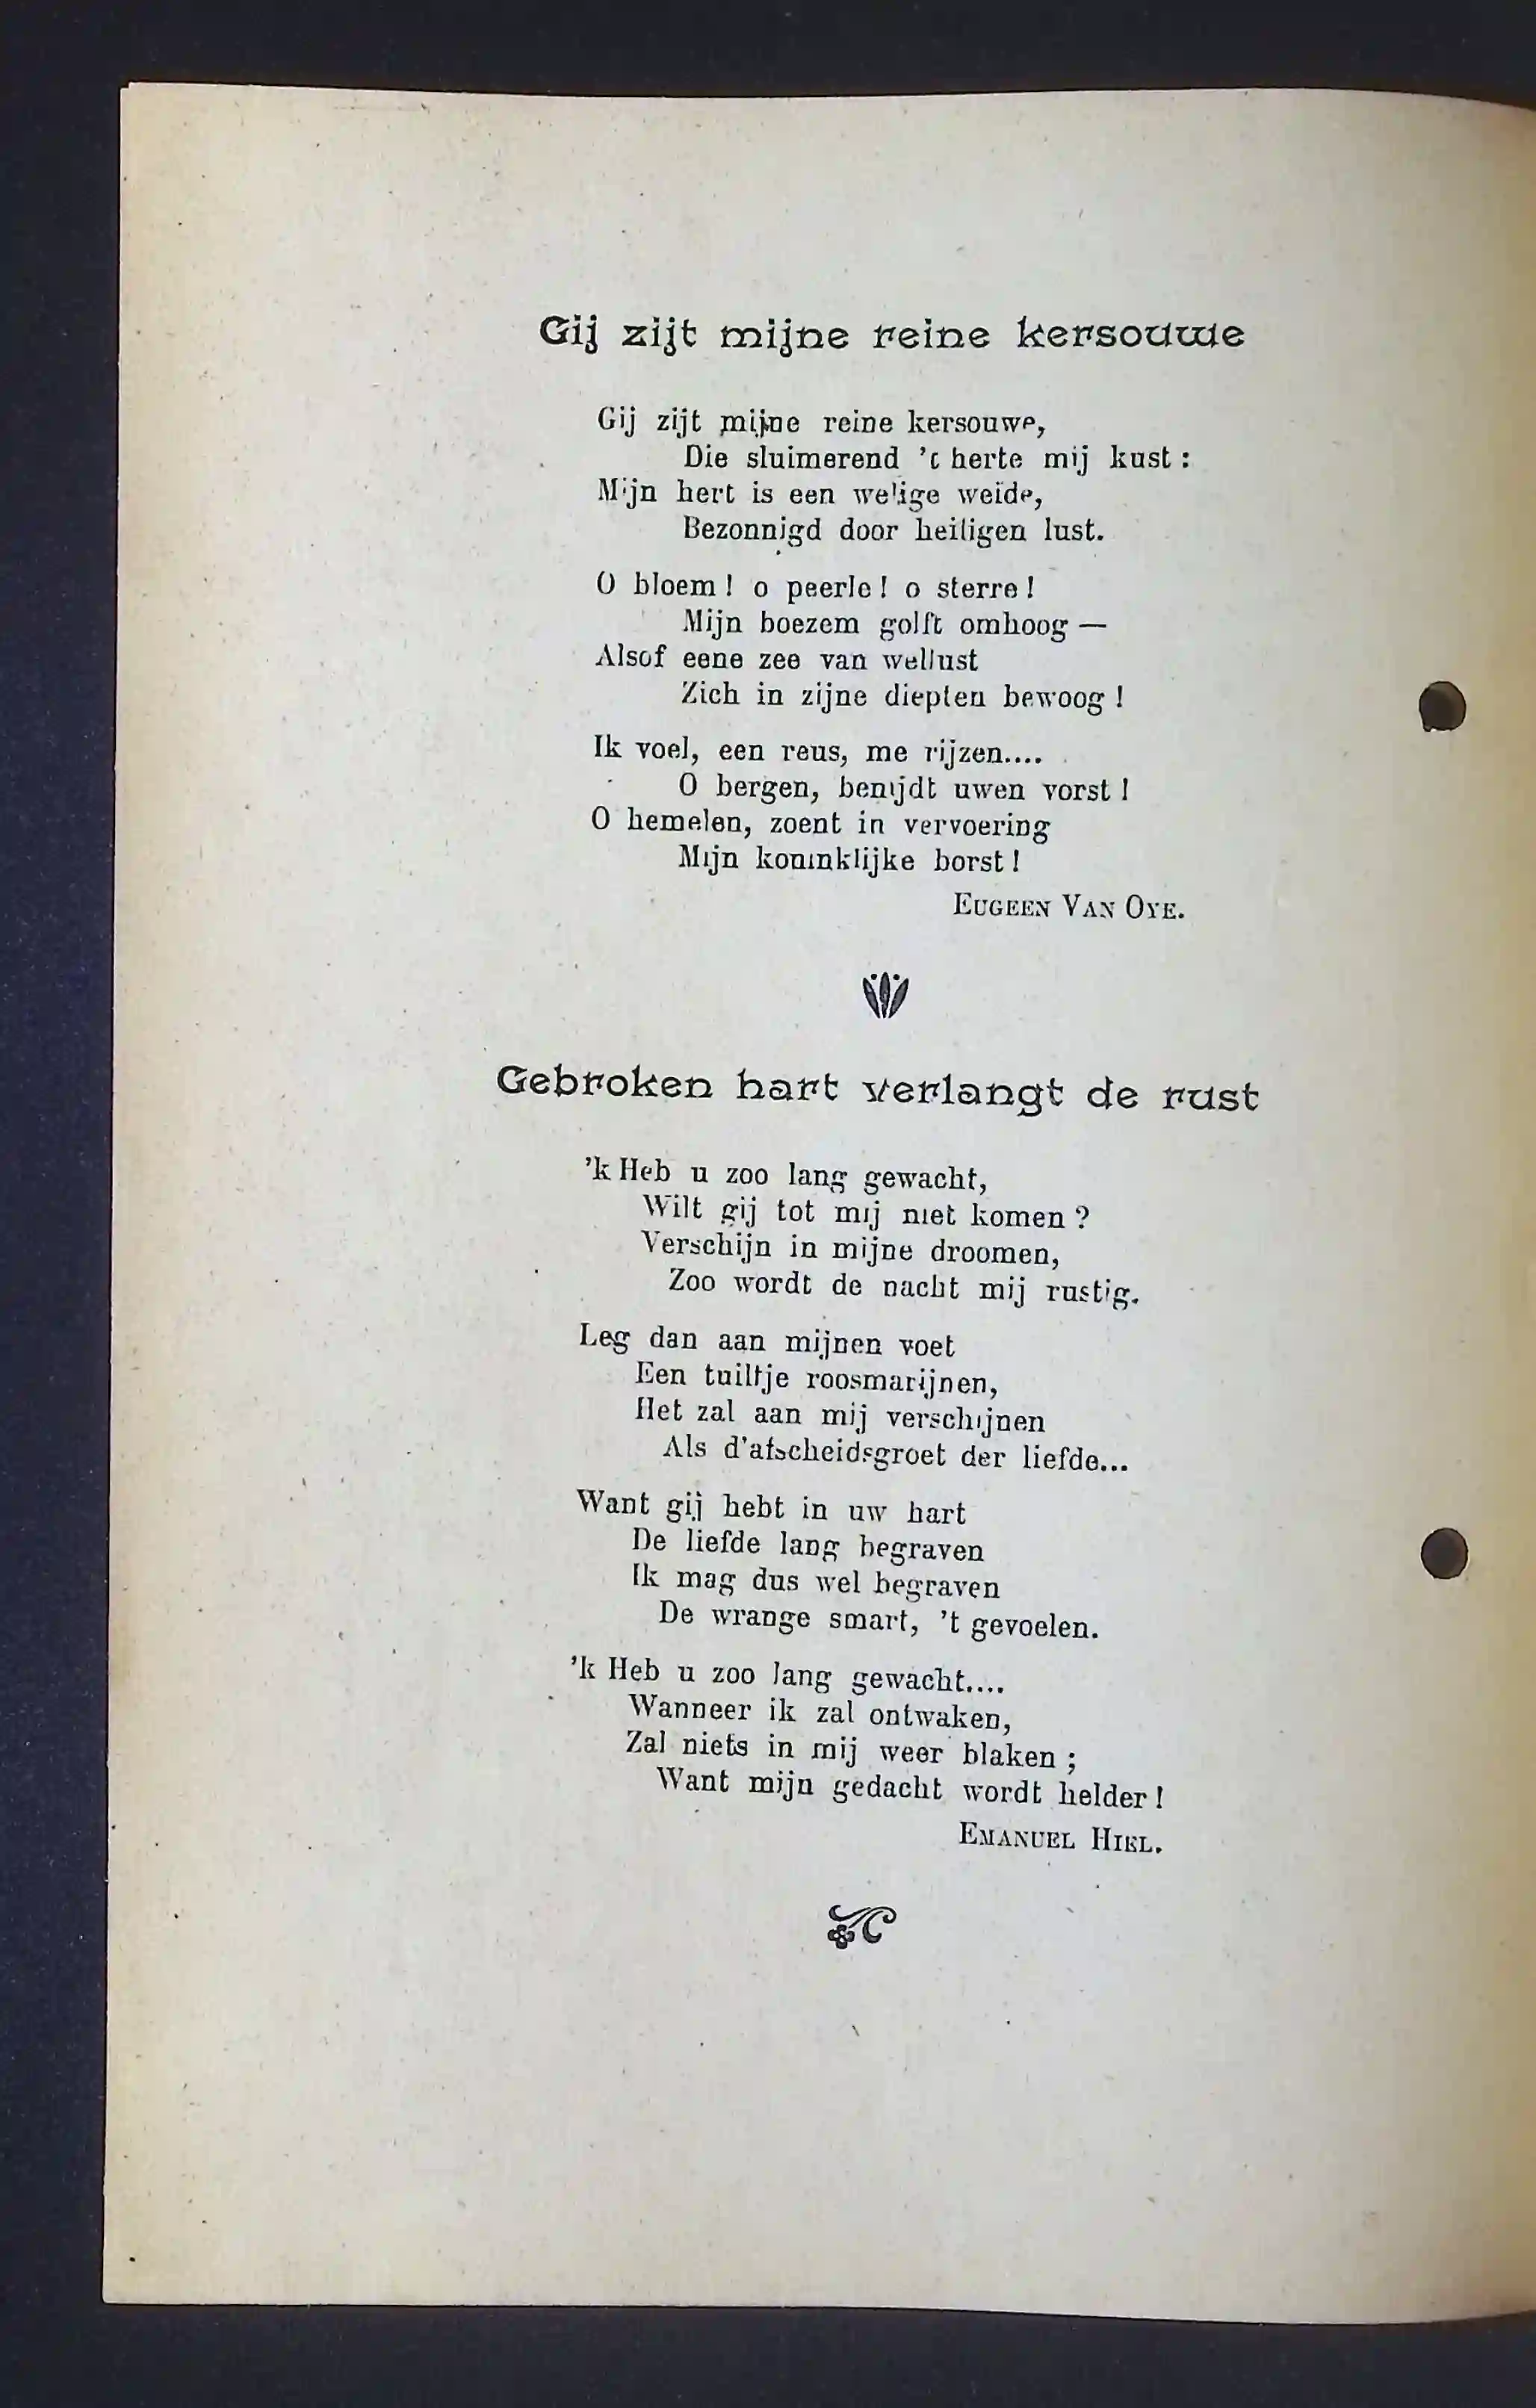 Gij zijt mijne reine kersouwe
Gij zijt mijne reine kersouwe,
Die sluimerend 't herte mij kust :
Mijn hert is een welige weide,
Bezonnigd door heiligen lust.
O bloem ! o peerle ! o sterre !
Mijn boezem golft omhoog —
Alsof eene zee van wellust
Zich in zijne diepten bewoog !
Ik voel, een reus, me rijzen....
O bergen, benijdt uwen vorst !
O hemelen, zoent in vervoering
Mijn koninklijke borst !
EUGEEN VAN OYE.
Gebroken hart verlangt de rust
'k Heb u zoo lang gewacht,
Wilt gij tot mij niet komen ?
Verschijn in mijne droomen,
Zoo wordt de nacht mij rustig.
Leg dan aan mijnen voet
Een tuiltje roosmarijnen,
Het zal aan mij verschijnen
Als d'afscheidsgroet der liefde...
Want gij hebt in uw hart
De liefde lang begraven
Ik mag dus wel begraven
De wrange smart, 't gevoelen.
'k Heb u zoo lang gewacht....
Wanneer ik zal ontwaken,
Zal niets in mij weer blaken ;
Want mijn gedacht wordt helder !
EMANUEL HIEL.